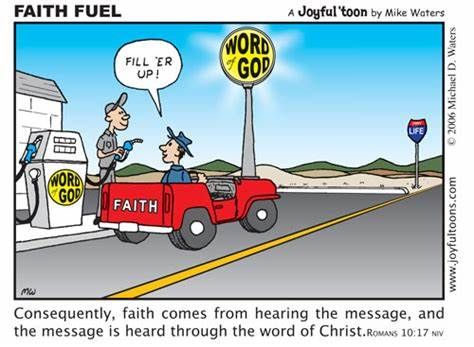 FAITH FUEL
A Joyful 'toon by Mike Waters
WORD
of
GOD
FILL 'ER
UP!
LIFE
WORD
of
GOD
FAITH
MW
© 2006 Michael D. Waters
www.joyfultoons.com
Consequently, faith comes from hearing the message, and
the message is heard through the word of Christ. ROMANS 10:17 NIV